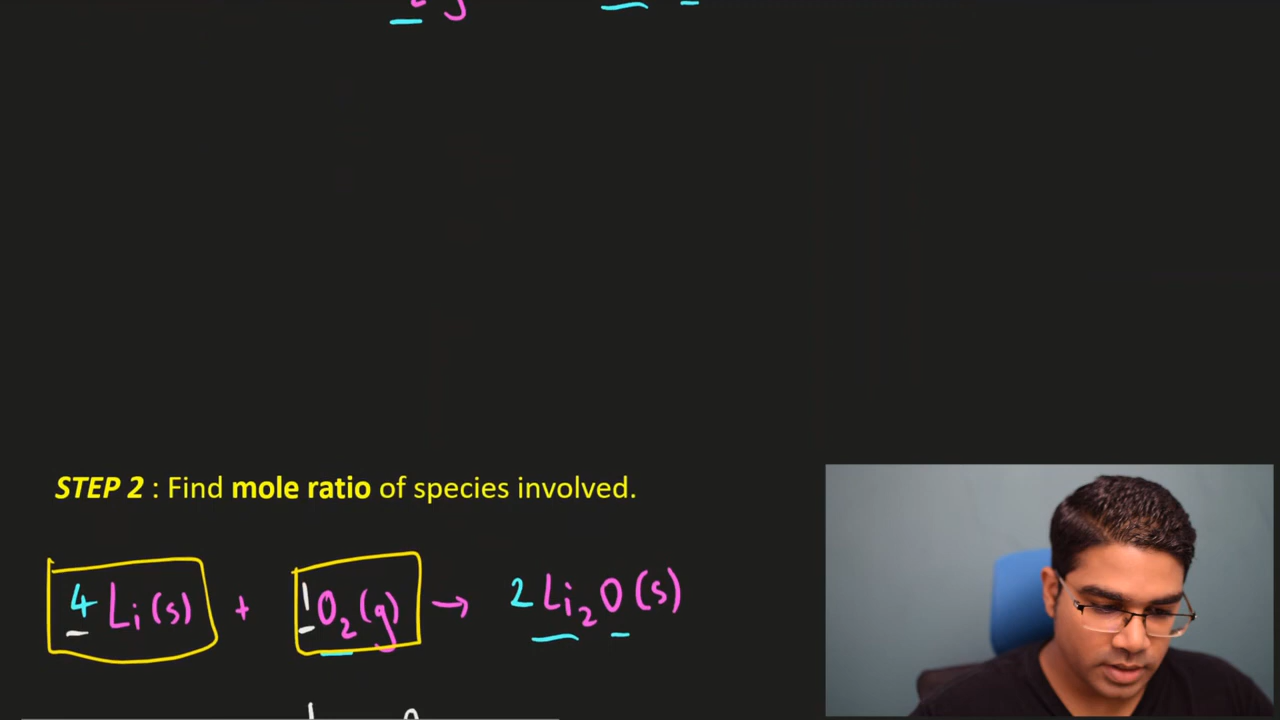 STEP 2 : Find mole ratio of species involved.
4 Li (s) + 1 O₂ (g) → 2 Li₂O (s)